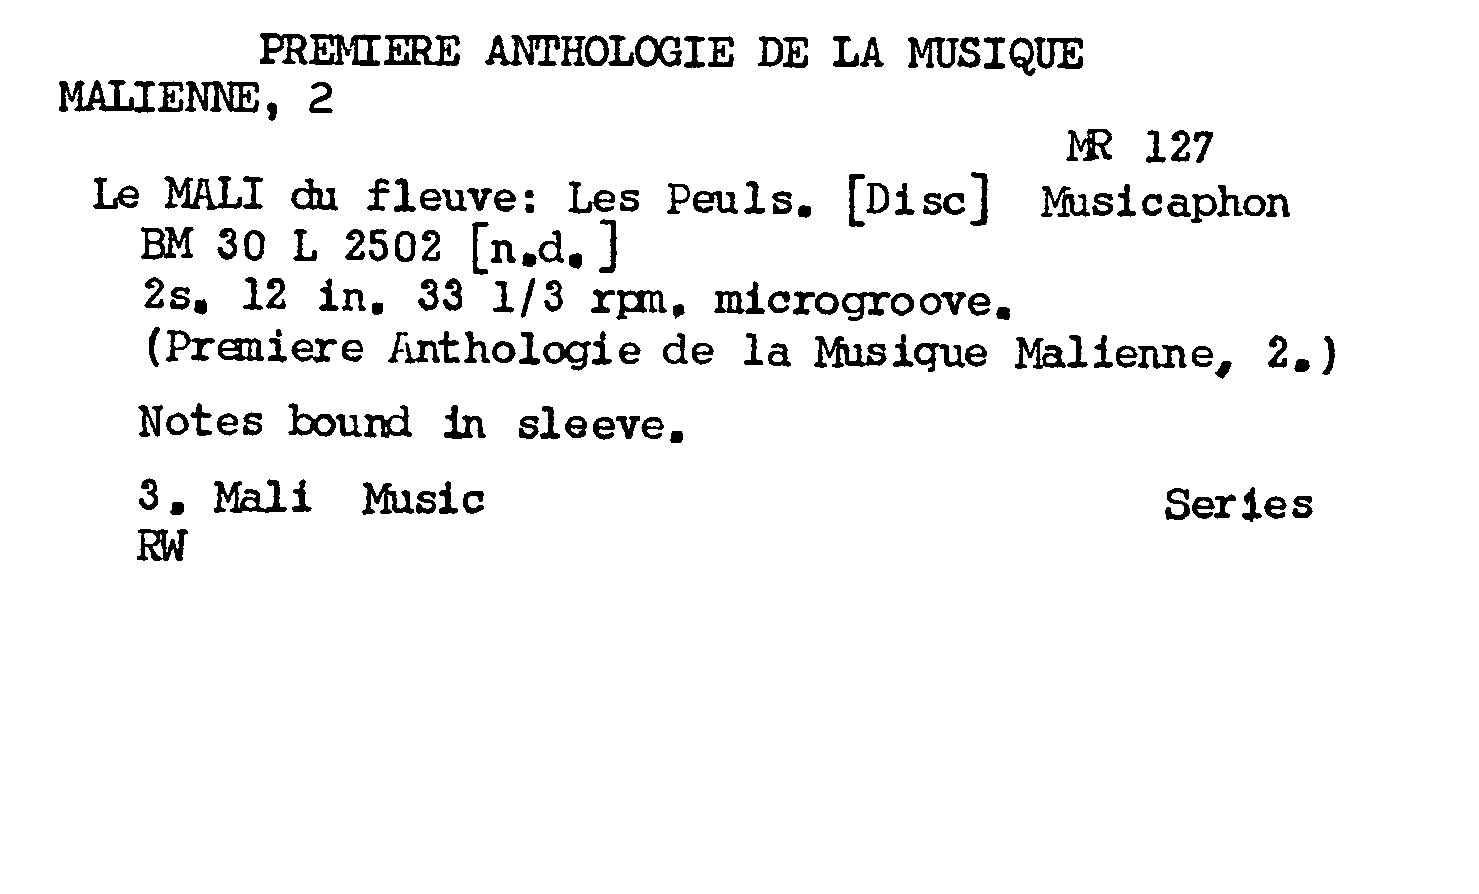 PREMIERE ANTHOLOGIE DE LA MUSIQUE
MALIENNE, 2
MR 127
Le MALI du fleuve: Les Peuls. [Disc] Musicaphon
BM 30 L 2502 [n.d.]
2s. 12 in. 33 1/3 rpm. microgroove.
(Premiere Anthologie de la Musique Malienne, 2.)
Notes bound in sleeve.
3. Mali Music Series
RW